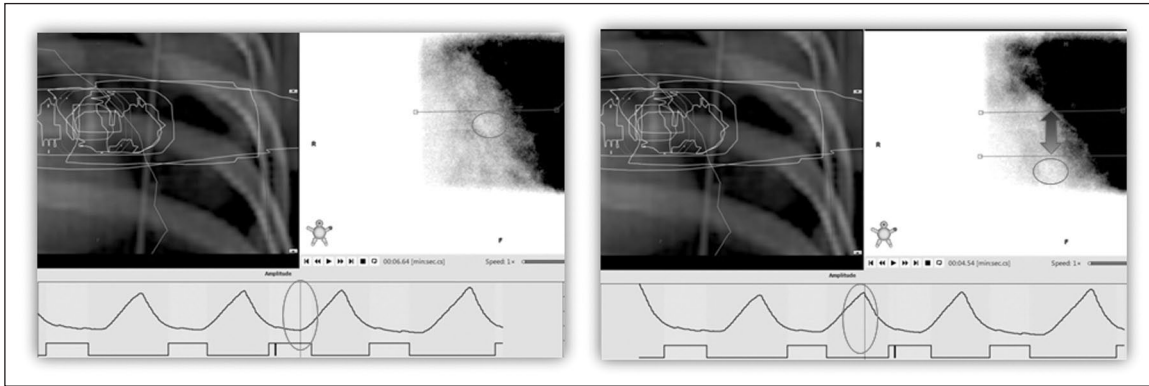 R
F
00:06.64 [min:sec.cs] Speed: 1×
Amplitude
R
F
00:04.54 [min:sec.cs] Speed: 1×
Amplitude